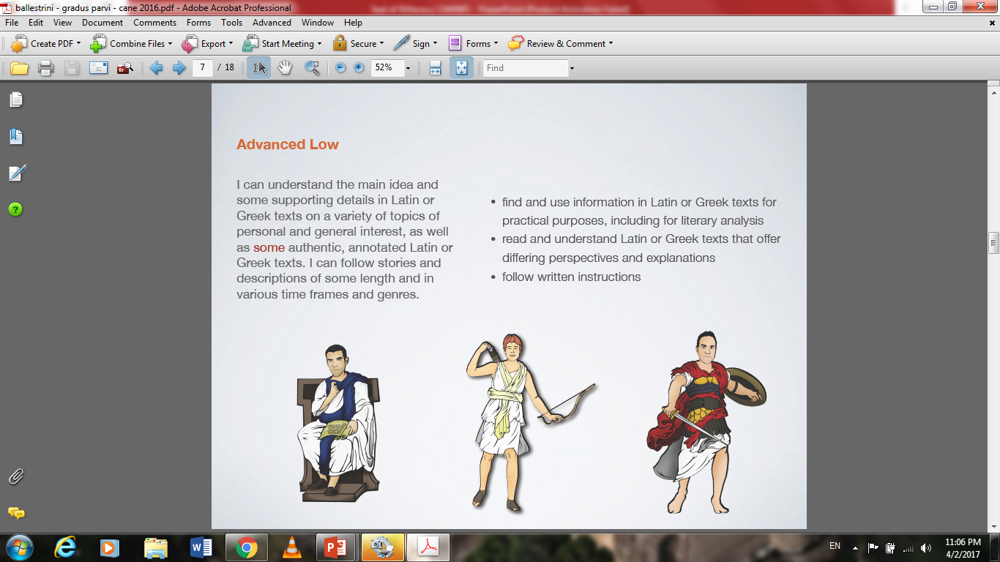 ballestrini - gradus parvi - cane 2016.pdf - Adobe Acrobat Professional
File Edit View Document Comments Forms Tools Advanced Window Help
Create PDF Combine Files Export Start Meeting Secure Sign Forms Review & Comment
7 / 18 52% Find
Advanced Low
I can understand the main idea and
some supporting details in Latin or
Greek texts on a variety of topics of
personal and general interest, as well
as some authentic, annotated Latin or
Greek texts. I can follow stories and
descriptions of some length and in
various time frames and genres.
• find and use information in Latin or Greek texts for
practical purposes, including for literary analysis
• read and understand Latin or Greek texts that offer
differing perspectives and explanations
• follow written instructions
EN
11:06 PM
4/2/2017